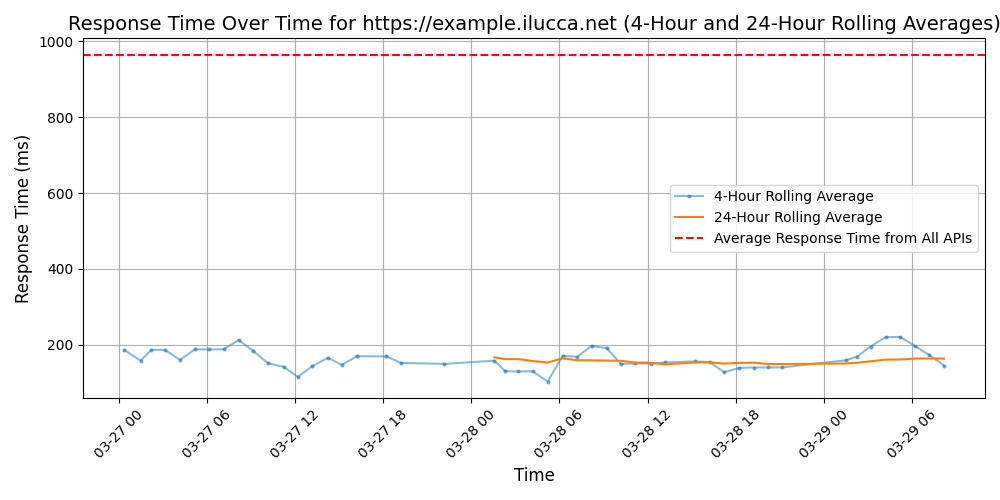 Response Time Over Time for https://example.ilucca.net (4-Hour and 24-Hour Rolling Averages)
Response Time (ms)
1000
800
600
400
200
4-Hour Rolling Average
24-Hour Rolling Average
Average Response Time from All APIs
03-27 00
03-27 06
03-27 12
03-27 18
03-28 00
03-28 06
03-28 12
03-28 18
03-29 00
03-29 06
Time